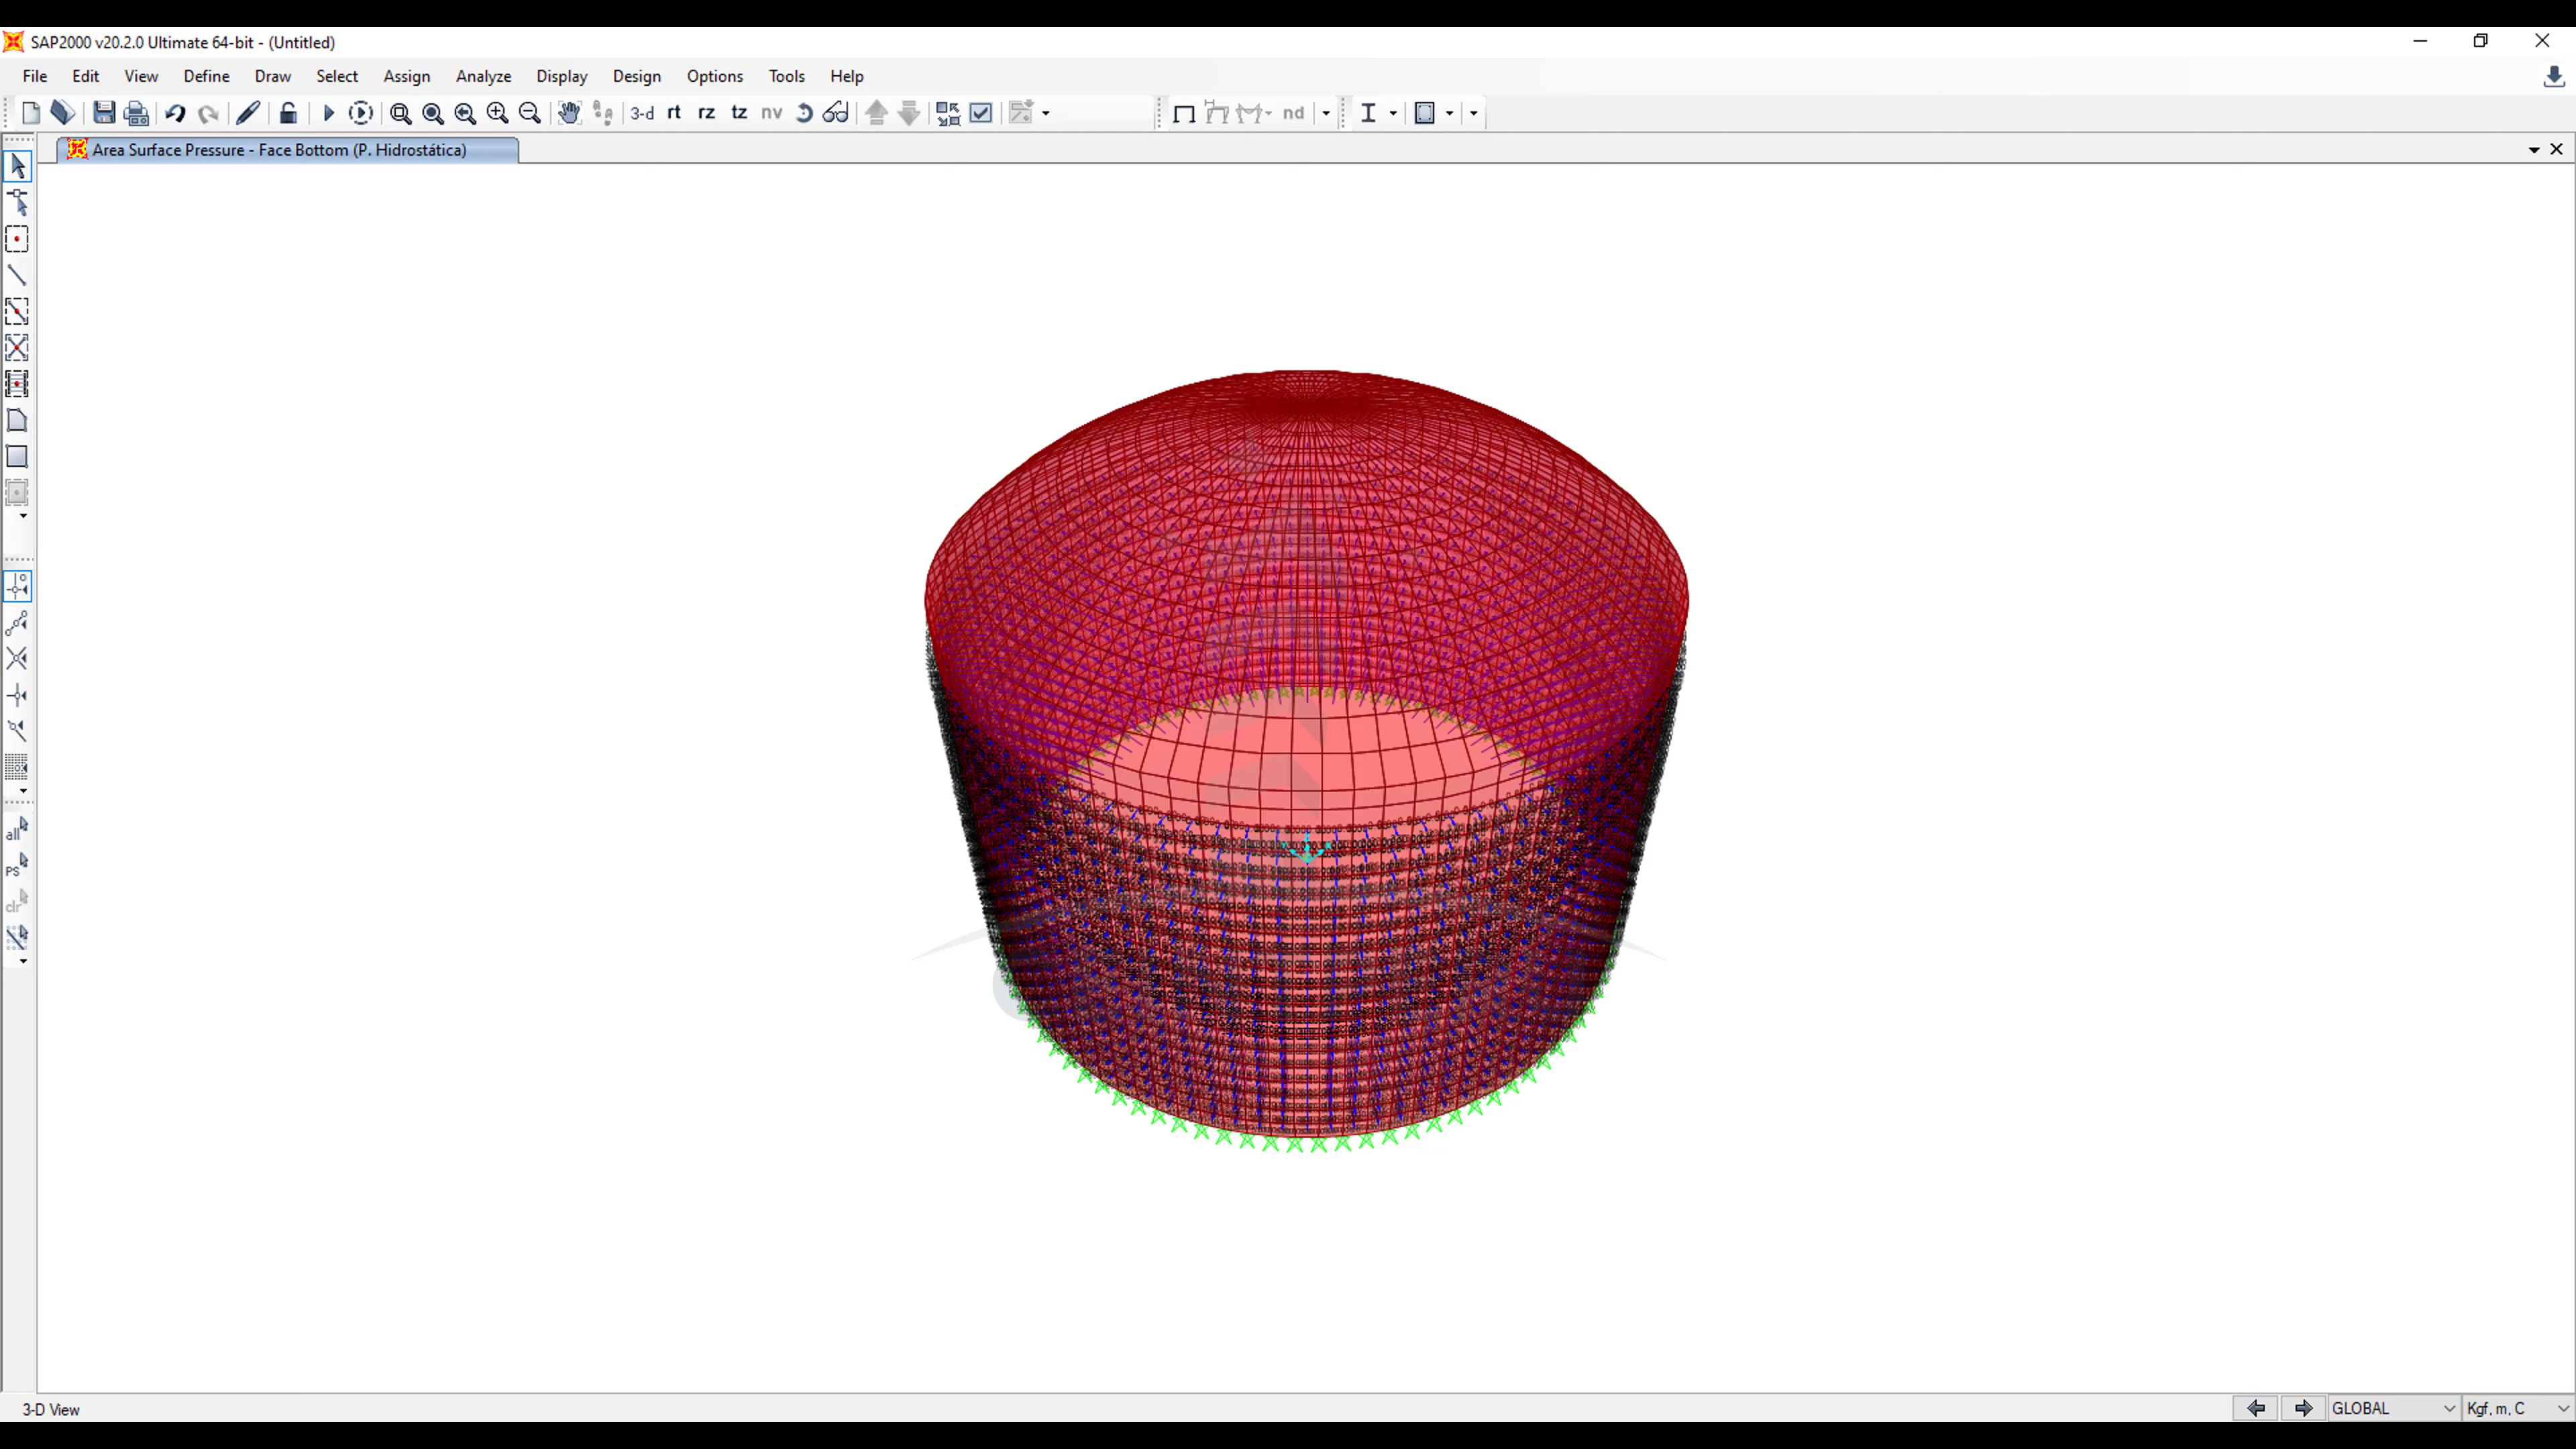 SAP2000 v20.2.0 Ultimate 64-bit - (Untitled)
File Edit View Define Draw Select Assign Analyze Display Design Options Tools Help
3-d rt rz tz nv nd
Area Surface Pressure - Face Bottom (P. Hidrostática)
all
PS
clr
3-D View
GLOBAL
Kgf, m, C